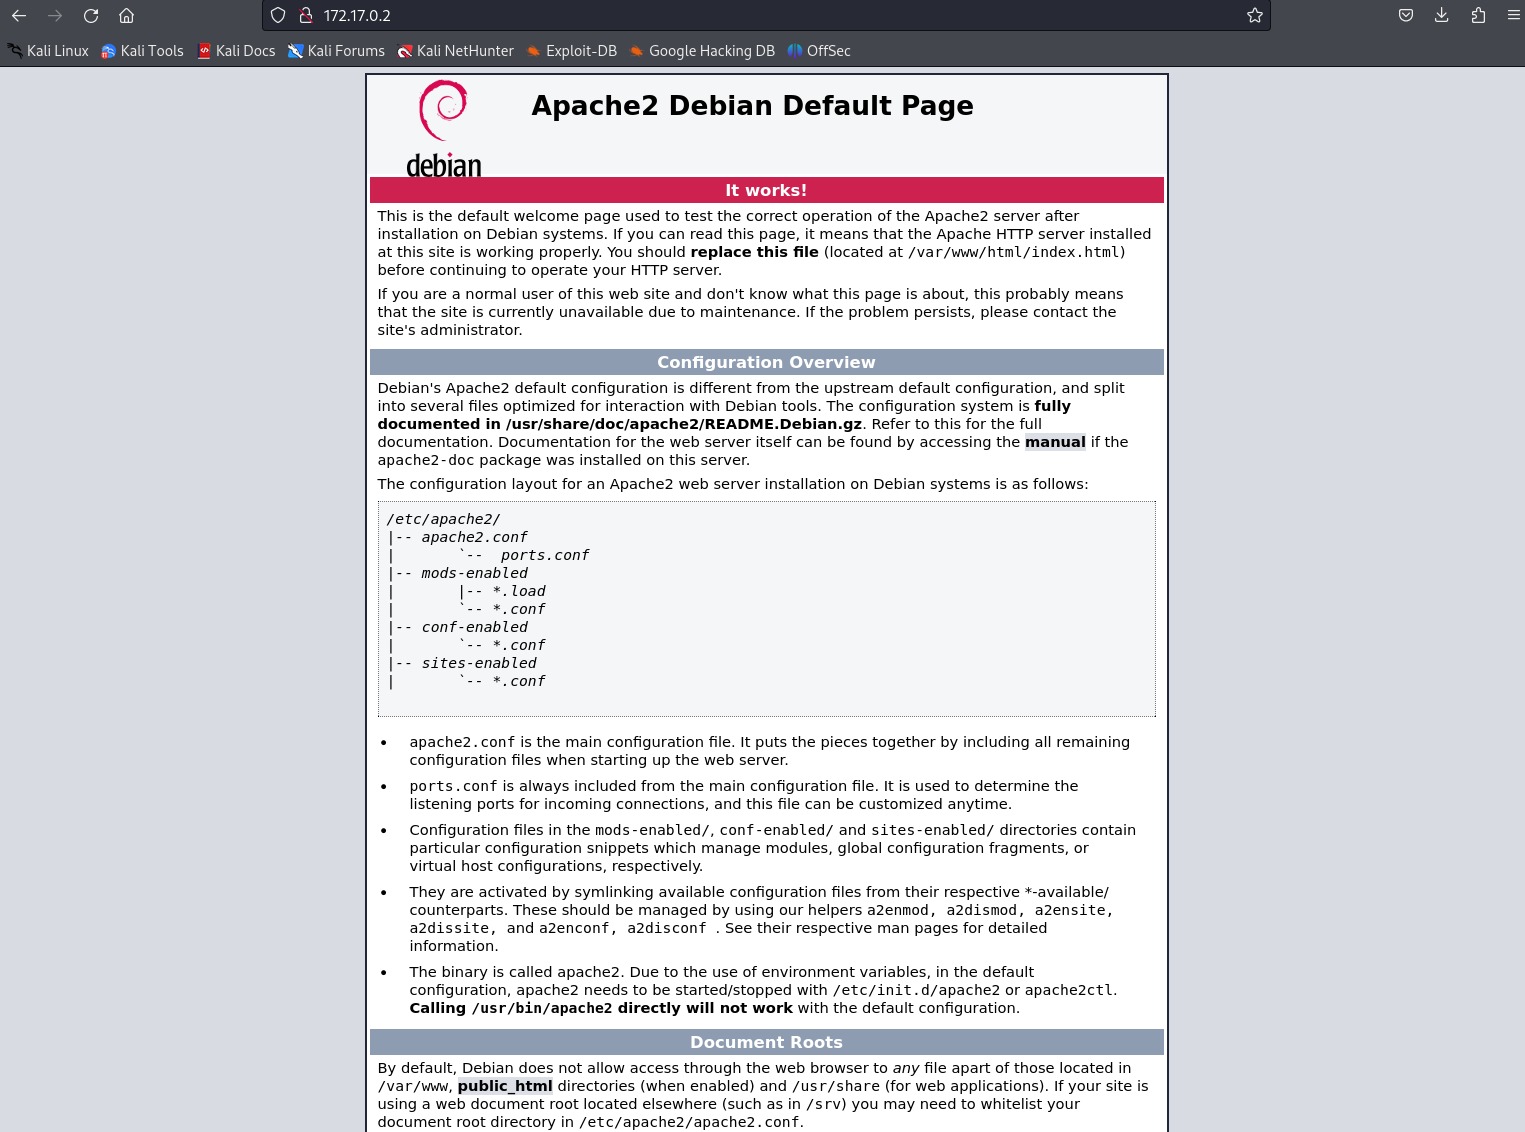 172.17.0.2
Kali Linux Kali Tools Kali Docs Kali Forums Kali NetHunter Exploit-DB Google Hacking DB OffSec
debian
Apache2 Debian Default Page
It works!
This is the default welcome page used to test the correct operation of the Apache2 server after
installation on Debian systems. If you can read this page, it means that the Apache HTTP server installed
at this site is working properly. You should replace this file (located at /var/www/html/index.html)
before continuing to operate your HTTP server.
If you are a normal user of this web site and don't know what this page is about, this probably means
that the site is currently unavailable due to maintenance. If the problem persists, please contact the
site's administrator.
Configuration Overview
Debian's Apache2 default configuration is different from the upstream default configuration, and split
into several files optimized for interaction with Debian tools. The configuration system is fully
documented in /usr/share/doc/apache2/README.Debian.gz. Refer to this for the full
documentation. Documentation for the web server itself can be found by accessing the manual if the
apache2-doc package was installed on this server.
The configuration layout for an Apache2 web server installation on Debian systems is as follows:
/etc/apache2/
|-- apache2.conf
|       `--  ports.conf
|-- mods-enabled
|       |-- *.load
|       `-- *.conf
|-- conf-enabled
|       `-- *.conf
|-- sites-enabled
|       `-- *.conf
• apache2.conf is the main configuration file. It puts the pieces together by including all remaining
configuration files when starting up the web server.
• ports.conf is always included from the main configuration file. It is used to determine the
listening ports for incoming connections, and this file can be customized anytime.
• Configuration files in the mods-enabled/, conf-enabled/ and sites-enabled/ directories contain
particular configuration snippets which manage modules, global configuration fragments, or
virtual host configurations, respectively.
• They are activated by symlinking available configuration files from their respective *-available/
counterparts. These should be managed by using our helpers a2enmod, a2dismod, a2ensite,
a2dissite, and a2enconf, a2disconf . See their respective man pages for detailed
information.
• The binary is called apache2. Due to the use of environment variables, in the default
configuration, apache2 needs to be started/stopped with /etc/init.d/apache2 or apache2ctl.
Calling /usr/bin/apache2 directly will not work with the default configuration.
Document Roots
By default, Debian does not allow access through the web browser to any file apart of those located in
/var/www, public_html directories (when enabled) and /usr/share (for web applications). If your site is
using a web document root located elsewhere (such as in /srv) you may need to whitelist your
document root directory in /etc/apache2/apache2.conf.